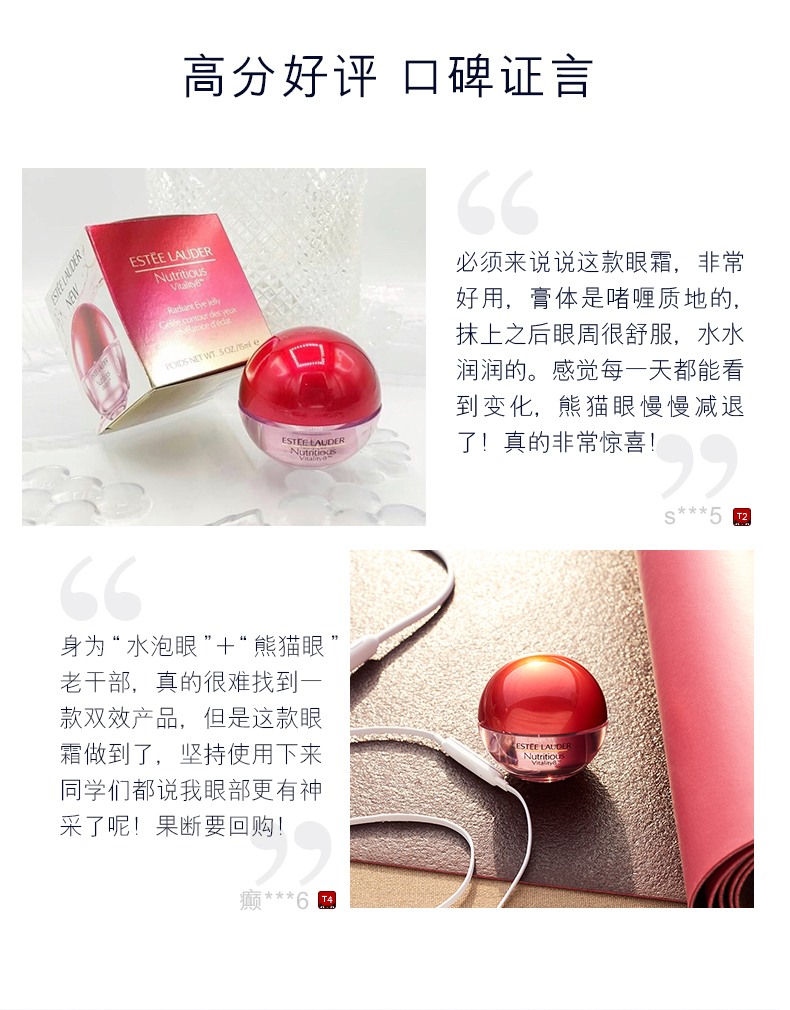 高分好评 口碑证言
ESTĒE LAUDER
NEW
ESTĒE LAUDER
Nutritious
Vitality8™
Radiant Eye Jelly
Gelée contour des yeux
Vitalité 8 d'éclat
POIDS NET WT. .5 OZ./15ml e
ESTĒE LAUDER
Nutritious
Vitality8™
必须来说说这款眼霜，非常
好用，膏体是啫喱质地的，
抹上之后眼周很舒服，水水
润润的。感觉每一天都能看
到变化，熊猫眼慢慢减退
了！真的非常惊喜！
s***5 T2
身为“水泡眼”＋“熊猫眼”
老干部，真的很难找到一
款双效产品，但是这款眼
霜做到了，坚持使用下来
同学们都说我眼部更有神
采了呢！果断要回购！
癫***6 T4
ESTĒE LAUDER
Nutritious
Vitality8™